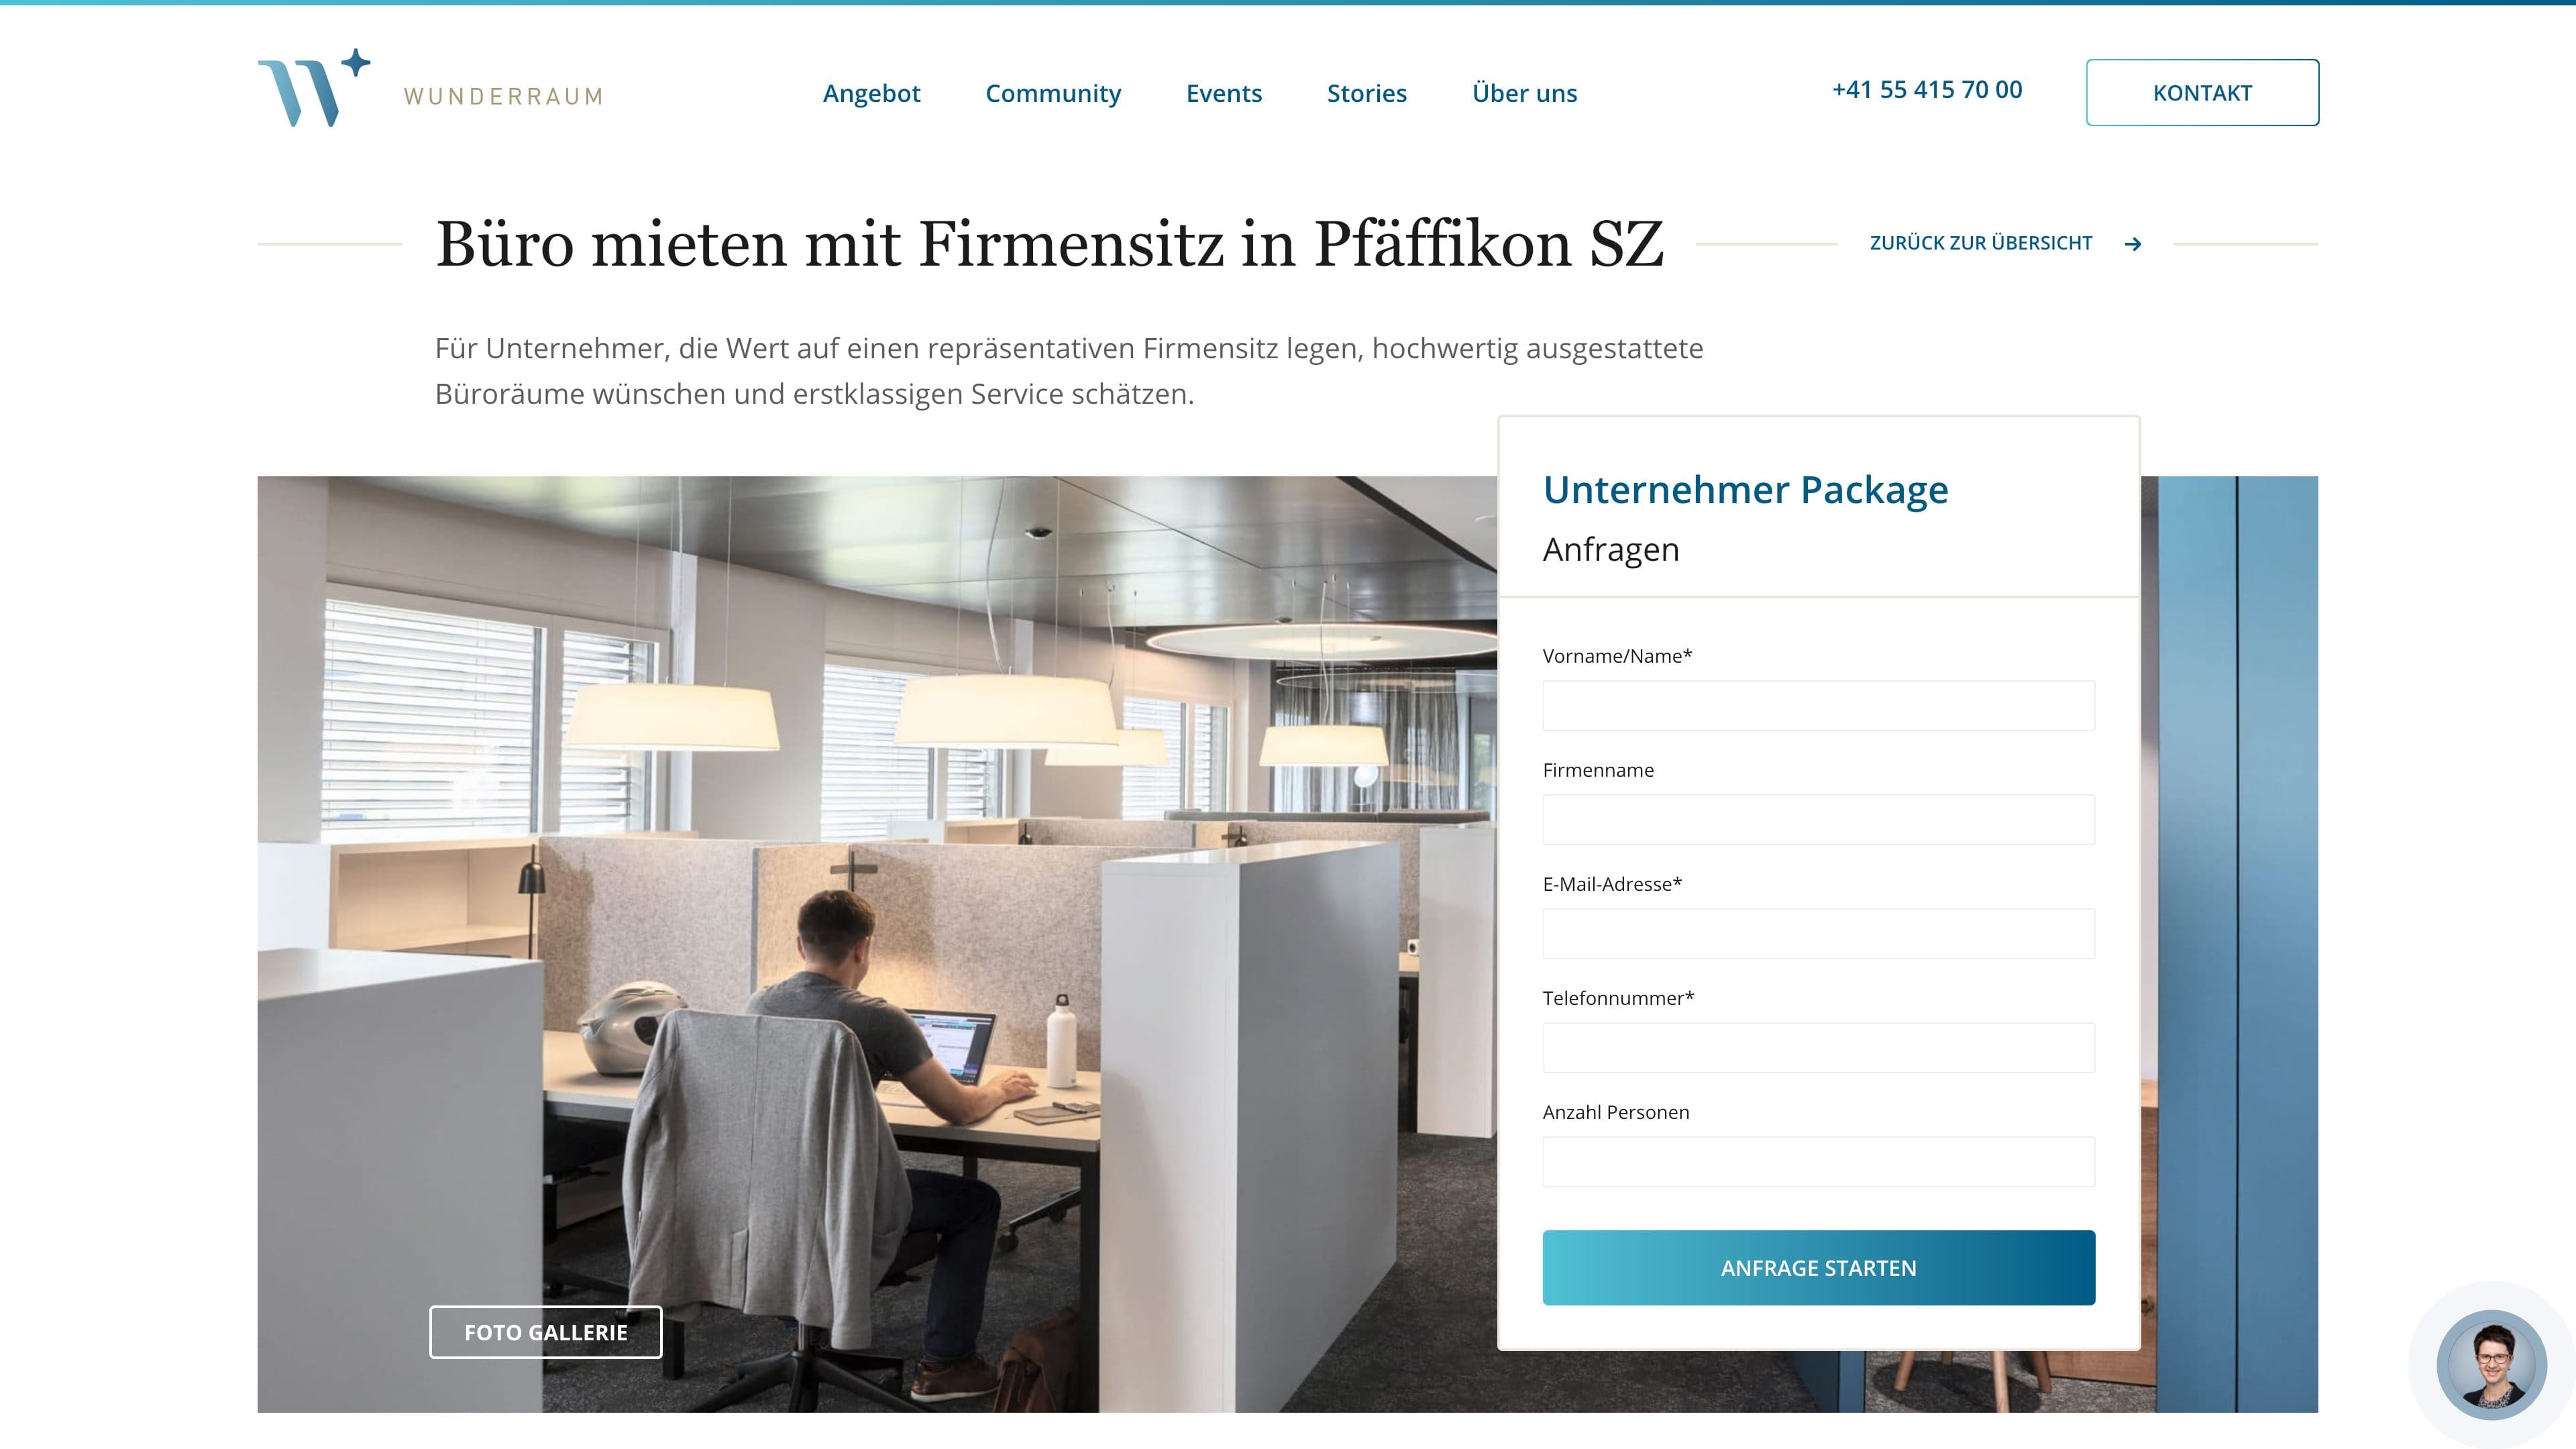 WUNDERRAUM
Angebot
Community
Events
Stories
Über uns
+41 55 415 70 00
KONTAKT
Büro mieten mit Firmensitz in Pfäffikon SZ
ZURÜCK ZUR ÜBERSICHT
Für Unternehmer, die Wert auf einen repräsentativen Firmensitz legen, hochwertig ausgestattete
Büroräume wünschen und erstklassigen Service schätzen.
Unternehmer Package
Anfragen
Vorname/Name*
Firmenname
E-Mail-Adresse*
Telefonnummer*
Anzahl Personen
ANFRAGE STARTEN
FOTO GALLERIE